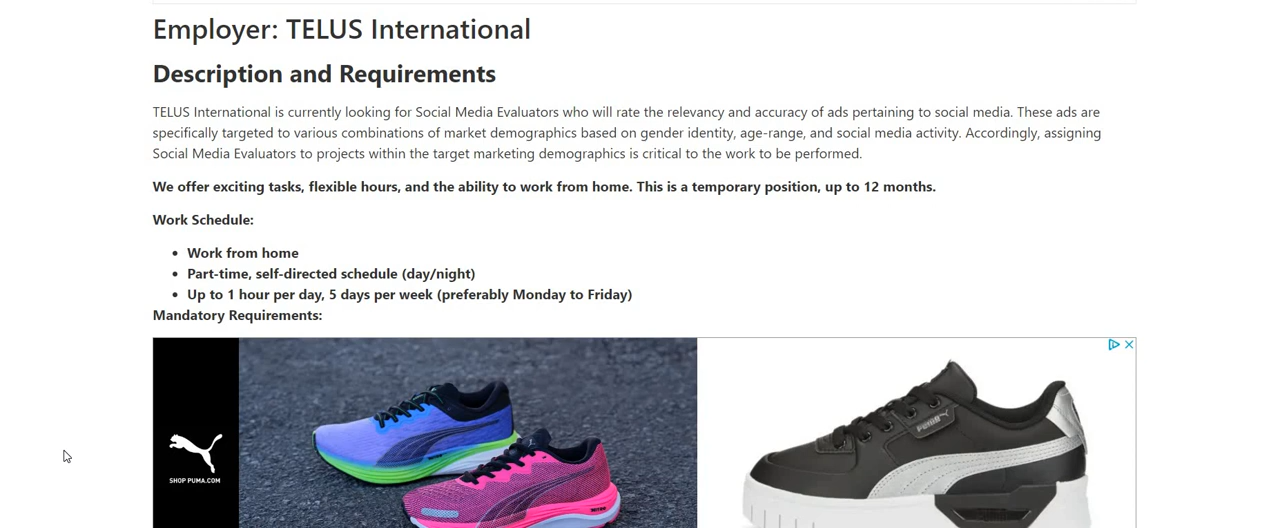 Employer: TELUS International
Description and Requirements
TELUS International is currently looking for Social Media Evaluators who will rate the relevancy and accuracy of ads pertaining to social media. These ads are
specifically targeted to various combinations of market demographics based on gender identity, age-range, and social media activity. Accordingly, assigning
Social Media Evaluators to projects within the target marketing demographics is critical to the work to be performed.
We offer exciting tasks, flexible hours, and the ability to work from home. This is a temporary position, up to 12 months.
Work Schedule:
• Work from home
• Part-time, self-directed schedule (day/night)
• Up to 1 hour per day, 5 days per week (preferably Monday to Friday)
Mandatory Requirements:
SHOP PUMA.COM
PUMA
NITRO